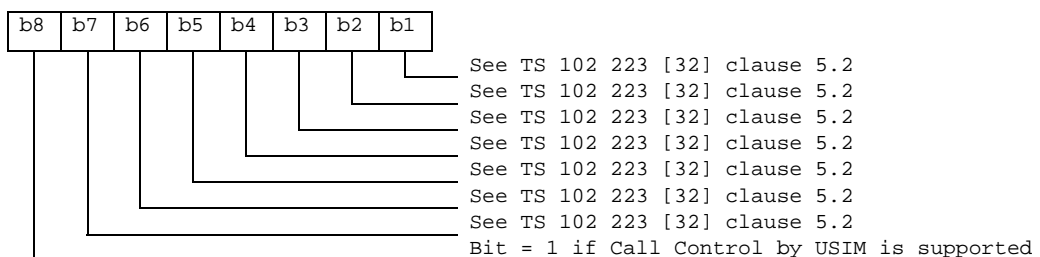 b8 b7 b6 b5 b4 b3 b2 b1
See TS 102 223 [32] clause 5.2
See TS 102 223 [32] clause 5.2
See TS 102 223 [32] clause 5.2
See TS 102 223 [32] clause 5.2
See TS 102 223 [32] clause 5.2
See TS 102 223 [32] clause 5.2
See TS 102 223 [32] clause 5.2
Bit = 1 if Call Control by USIM is supported